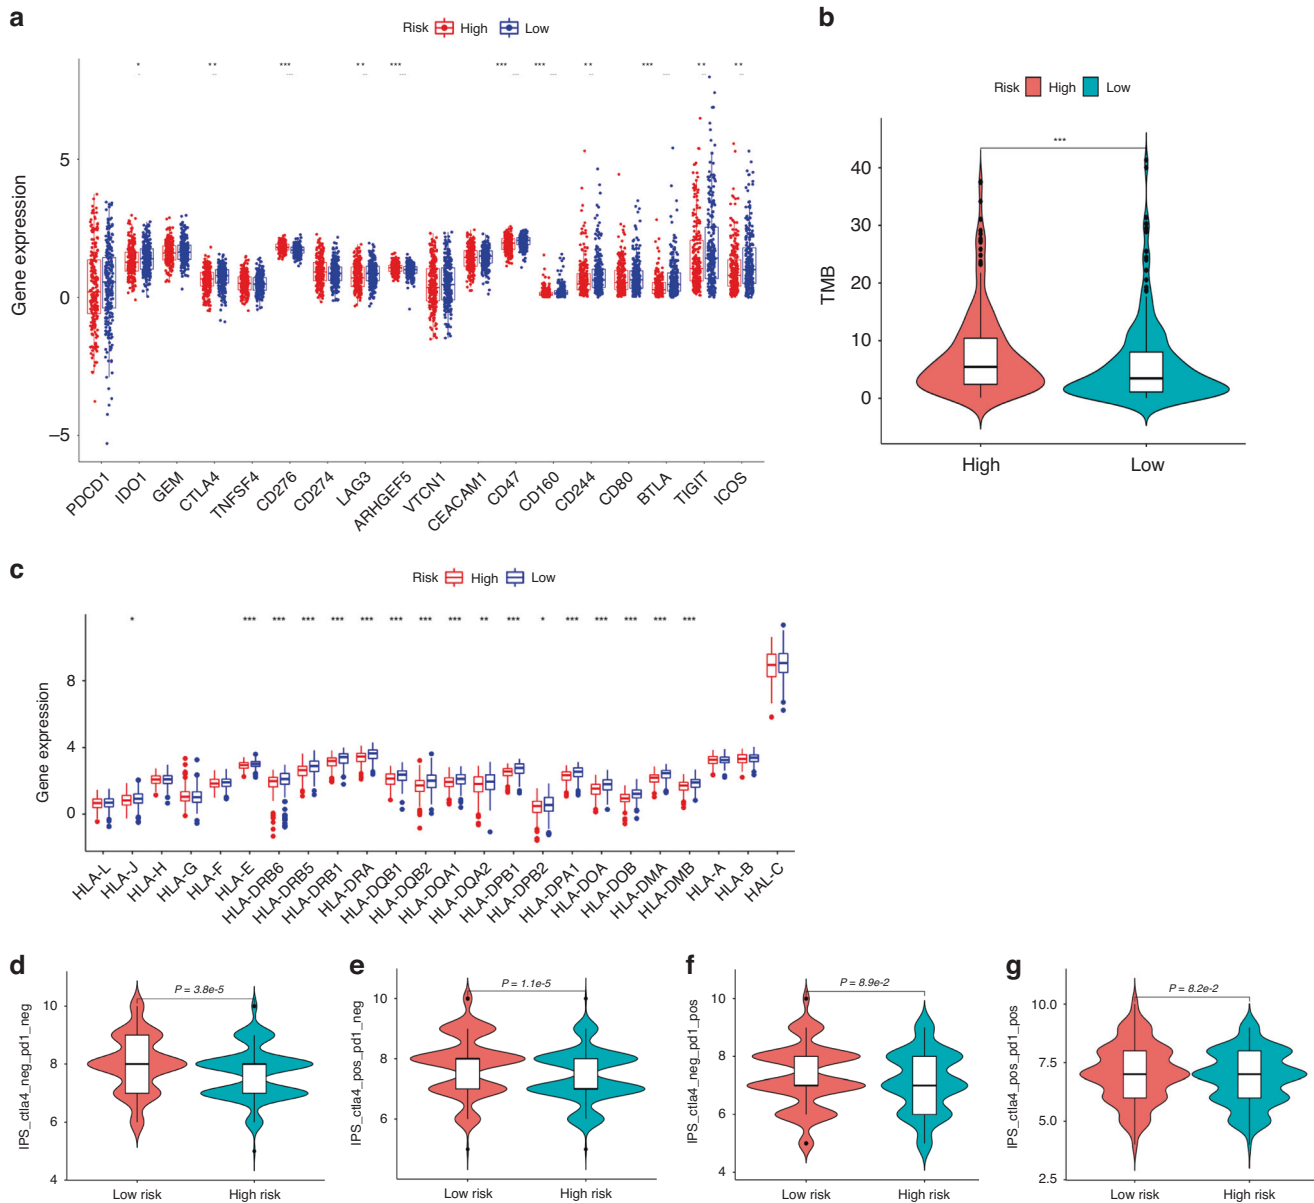 a
Risk High Low
* ** *** ** *** *** *** ** *** ** **
Gene expression
5
0
–5
PDCD1 IDO1 GEM CTLA4 TNFSF4 CD276 CD274 LAG3 ARHGEF5 VTCN1 CEACAM1 CD47 CD160 CD244 CD80 BTLA TIGIT ICOS
b
Risk High Low
***
TMB
40
30
20
10
0
High Low
c
Risk High Low
* *** *** *** *** *** *** *** *** ** *** * *** *** *** *** ***
Gene expression
8
4
0
HLA-L HLA-J HLA-H HLA-G HLA-F HLA-E HLA-DRB6 HLA-DRB5 HLA-DRB1 HLA-DRA HLA-DQB1 HLA-DQB2 HLA-DQA1 HLA-DQA2 HLA-DPB1 HLA-DPB2 HLA-DPA1 HLA-DOA HLA-DOB HLA-DMA HLA-DMB HLA-A HLA-B HAL-C
d
P = 3.8e-5
IPS_ctla4_neg_pd1_neg
10
8
6
4
Low risk High risk
e
P = 1.1e-5
IPS_ctla4_pos_pd1_neg
10
8
6
Low risk High risk
f
P = 8.9e-2
IPS_ctla4_neg_pd1_pos
10
8
6
4
Low risk High risk
g
P = 8.2e-2
IPS_ctla4_pos_pd1_pos
10.0
7.5
5.0
2.5
Low risk High risk